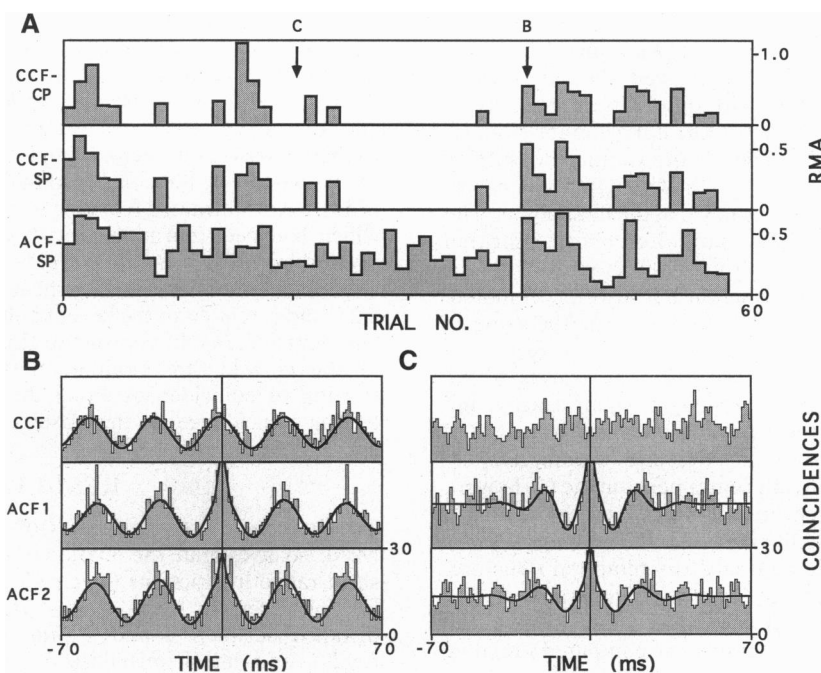 A
C
B
CCF-
CP
1.0
0
CCF-
SP
0.5
0
RMA
ACF-
SP
0.5
0
0
TRIAL NO.
60
B
C
CCF
ACF1
ACF2
30
0
30
0
COINCIDENCES
-70
TIME (ms)
70
-70
TIME (ms)
70